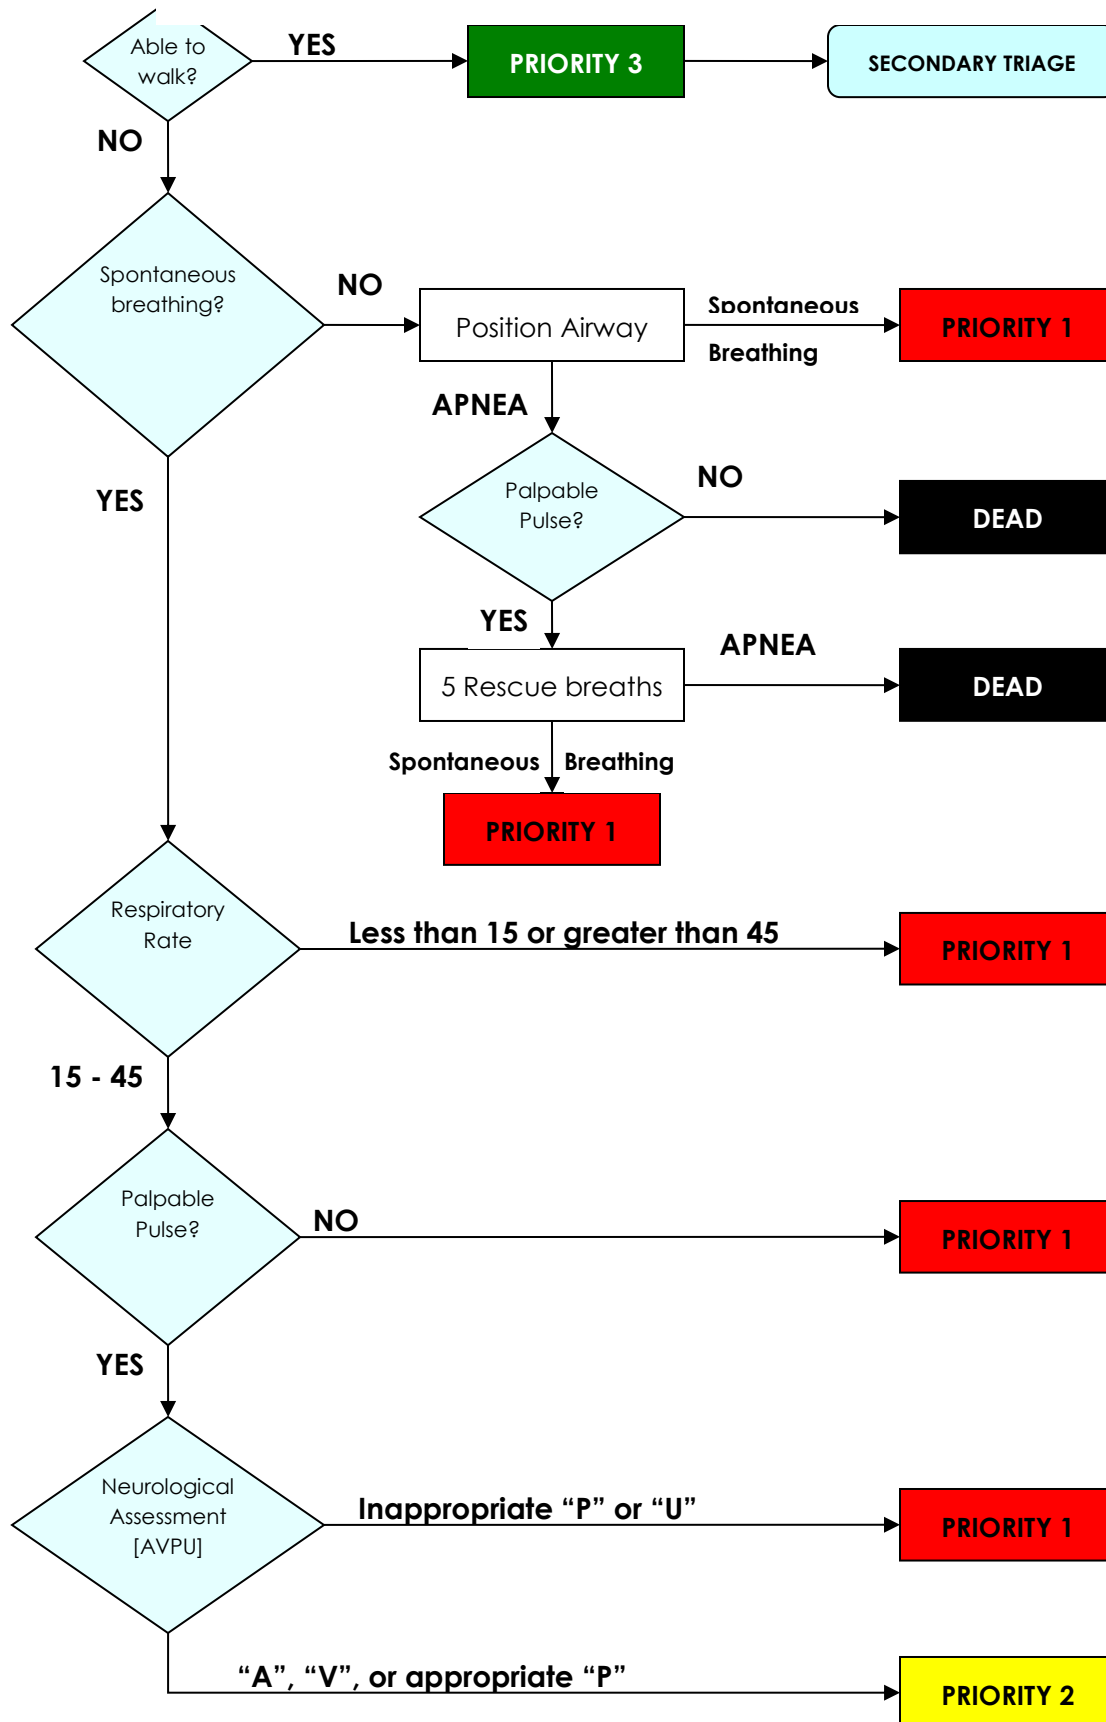 Able to
walk?
YES
PRIORITY 3
SECONDARY TRIAGE
NO
Spontaneous
breathing?
NO
Position Airway
Spontaneous
Breathing
PRIORITY 1
APNEA
Palpable
Pulse?
NO
DEAD
YES
YES
5 Rescue breaths
APNEA
DEAD
Spontaneous Breathing
PRIORITY 1
Respiratory
Rate
Less than 15 or greater than 45
PRIORITY 1
15 - 45
Palpable
Pulse?
NO
PRIORITY 1
YES
Neurological
Assessment
[AVPU]
Inappropriate “P” or “U”
PRIORITY 1
“A”, “V”, or appropriate “P”
PRIORITY 2